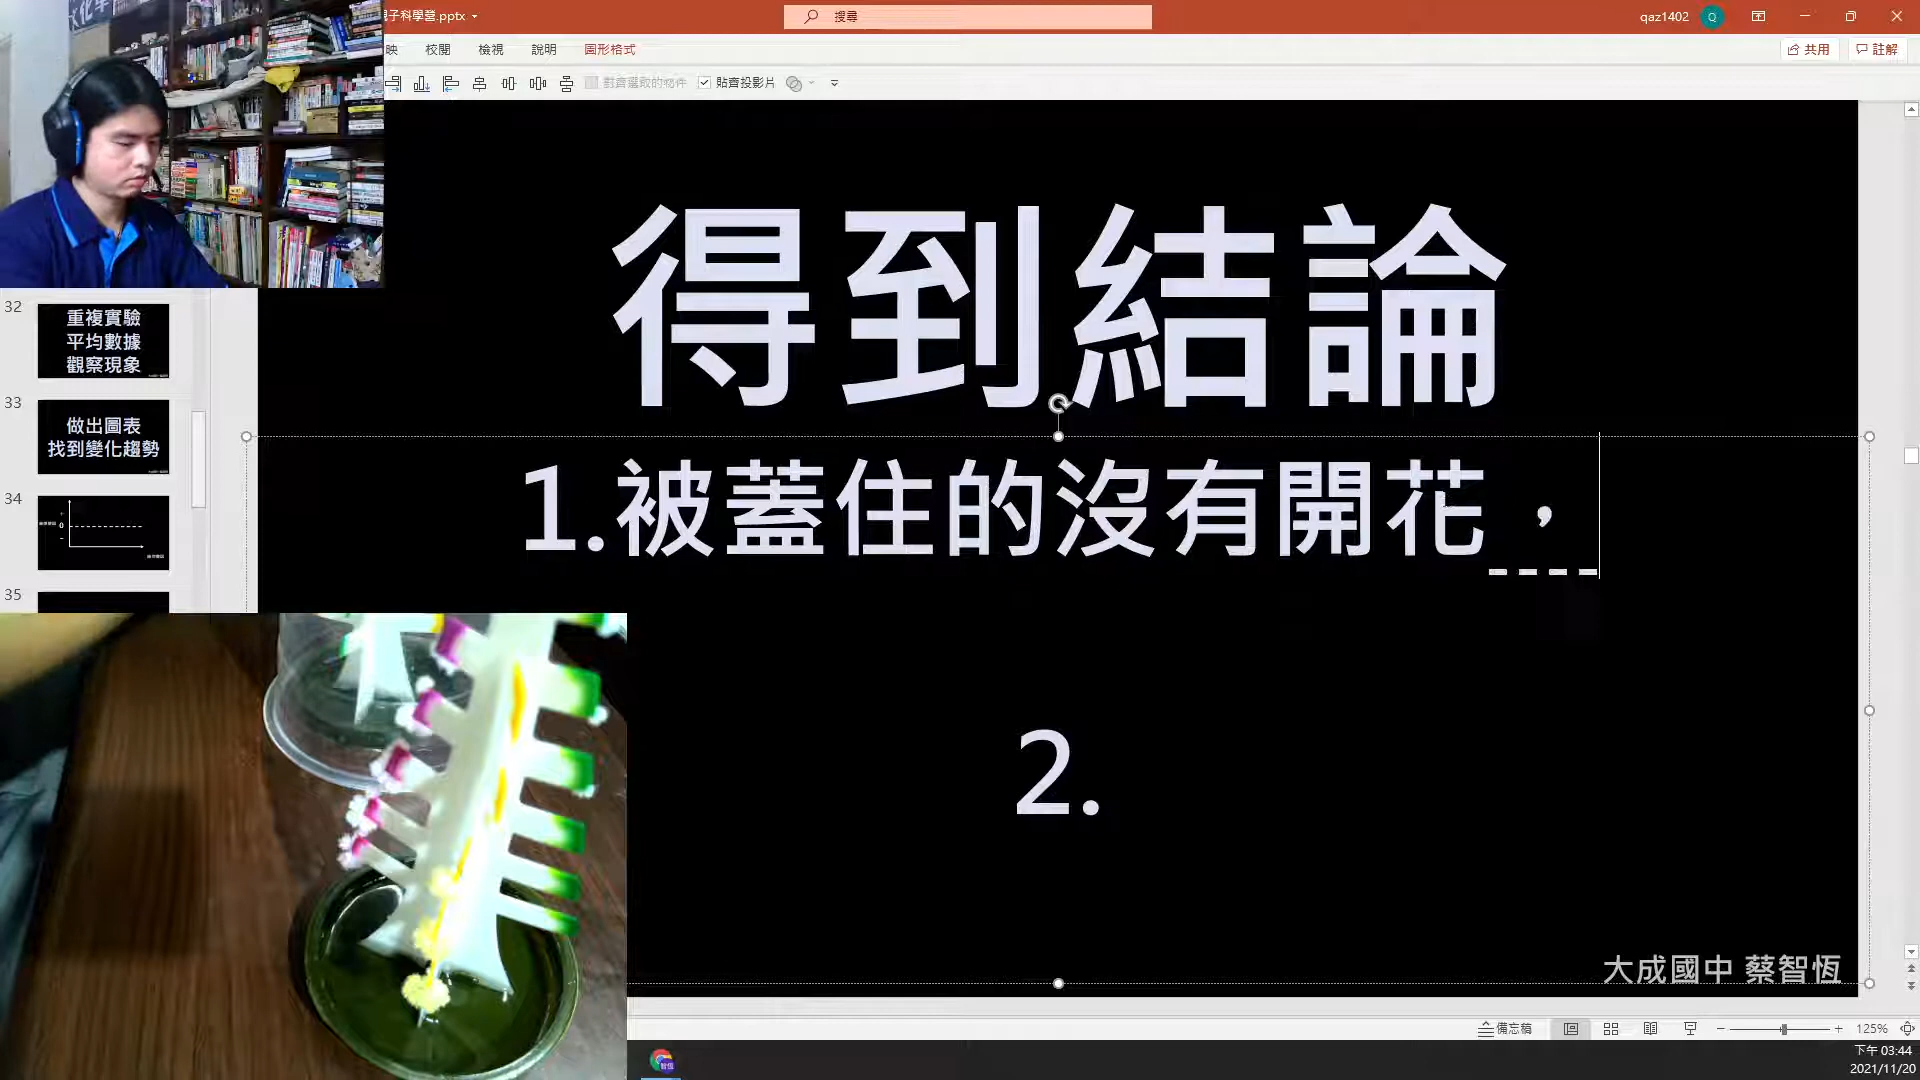 親子科學營.pptx
搜尋
qaz1402
Q
映 校閱 檢視 說明 圖形格式
共用
註解
對齊選取的物件
貼齊投影片
32
重複實驗
平均數據
觀察現象
33
做出圖表
找到變化趨勢
34
35
得到結論
1.被蓋住的沒有開花，
2.
大成國中 蔡智恆
備忘稿
125%
下午 03:44
2021/11/20